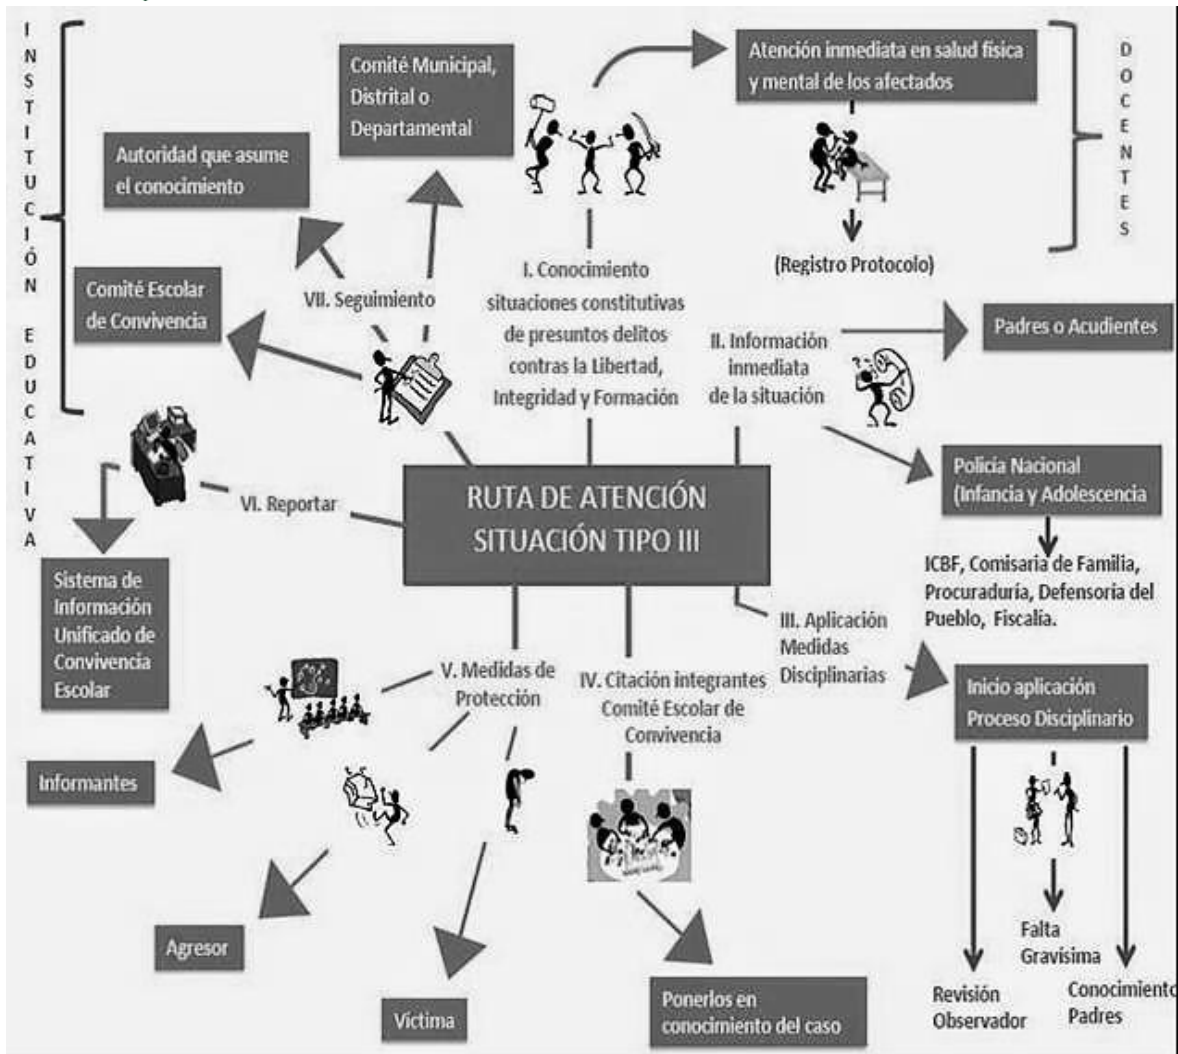 INSTITUCIÓN EDUCATIVA
Comité Municipal,
Distrital o
Departamental
Atención inmediata en salud física
y mental de los afectados
DOCENTES
Autoridad que asume
el conocimiento
(Registro Protocolo)
Comité Escolar
de Convivencia
VII. Seguimiento
I. Conocimiento
situaciones constitutivas
de presuntos delitos
contra la Libertad,
Integridad y Formación
II. Información
inmediata
de la situación
Padres o Acudientes
Policía Nacional
(Infancia y Adolescencia
ICBF, Comisaria de Familia,
Procuraduría, Defensoría del
Pueblo, Fiscalía.
RUTA DE ATENCIÓN
SITUACIÓN TIPO III
VI. Reportar
Sistema de
Información
Unificado de
Convivencia
Escolar
III. Aplicación
Medidas
Disciplinarias
Inicio aplicación
Proceso Disciplinario
V. Medidas de
Protección
IV. Citación integrantes
Comité Escolar de
Convivencia
Informantes
Agresor
Víctima
Ponerlos en
conocimiento del caso
Falta
Gravísima
Revisión
Observador
Conocimiento
Padres